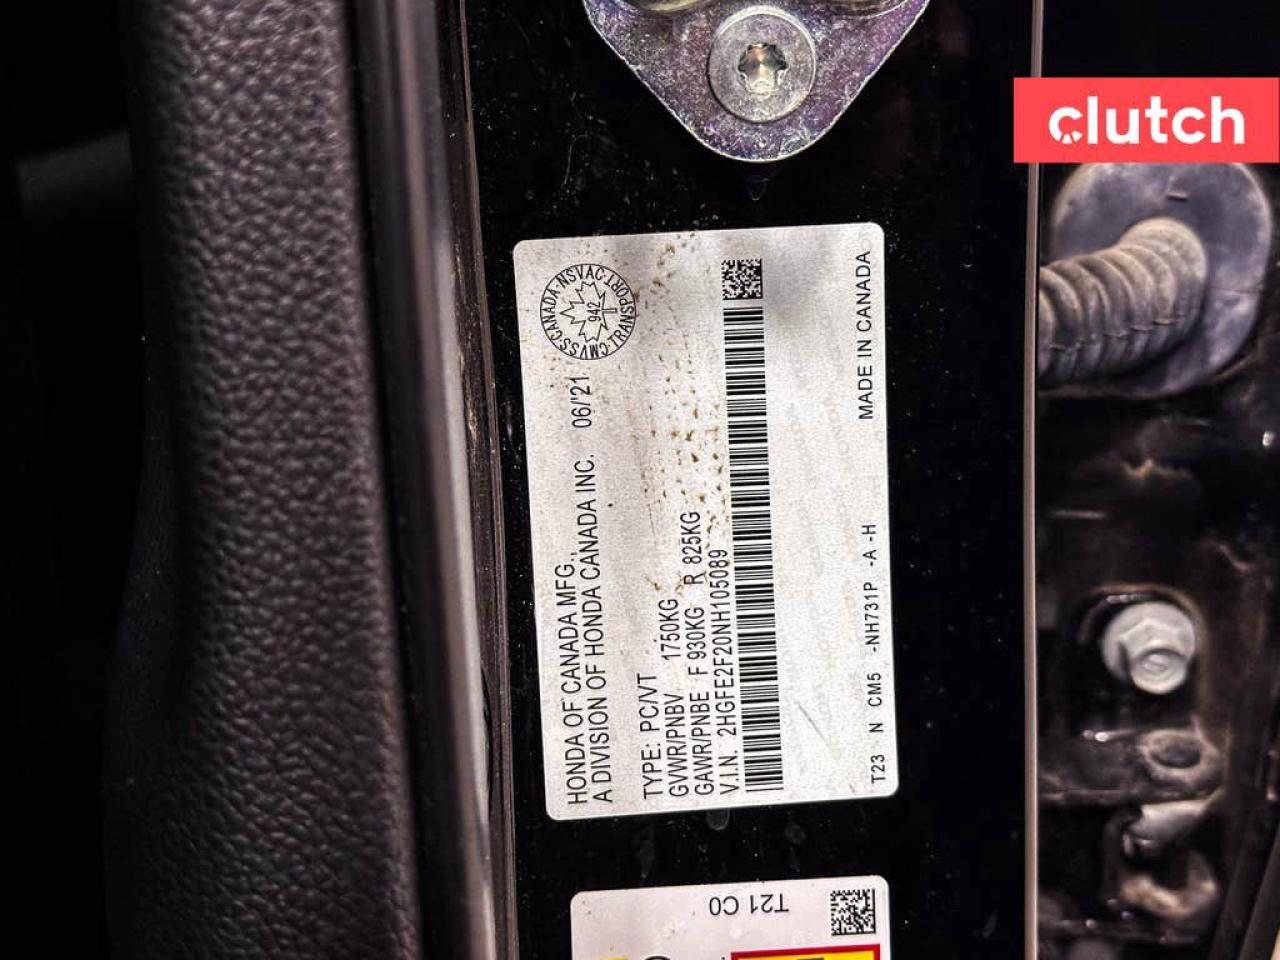 clutch
HONDA OF CANADA MFG.,
A DIVISION OF HONDA CANADA INC. 06/'21
CANADA·NSVAC·TRANSPORT·CMVSS·
942
TYPE: PC/VT
GVWR/PNBV 1750KG
GAWR/PNBE F 930KG R 825KG
V.I.N. 2HGFE2F20NH105089
T23 N CM5 -NH731P -A -H MADE IN CANADA
T21 C0